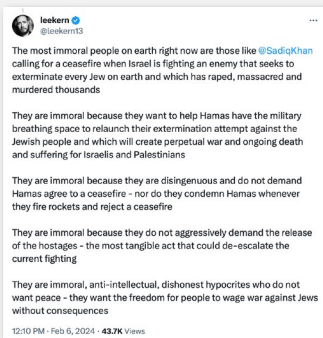 leekern
@leekern13
The most immoral people on earth right now are those like @SadiqKhan
calling for a ceasefire when Israel is fighting an enemy that seeks to
exterminate every Jew on earth and which has raped, massacred and
murdered thousands
They are immoral because they want to help Hamas have the military
breathing space to relaunch their extermination attempt against the
Jewish people and which will create perpetual war and ongoing death
and suffering for Israelis and Palestinians
They are immoral because they are disingenuous and do not demand
Hamas agree to a ceasefire - nor do they condemn Hamas whenever
they fire rockets and reject a ceasefire
They are immoral because they do not aggressively demand the release
of the hostages - the most tangible act that could de-escalate the
current fighting
They are immoral, anti-intellectual, dishonest hypocrites who do not
want peace - they want the freedom for people to wage war against Jews
without consequences
12:10 PM · Feb 6, 2024 · 43.7K Views